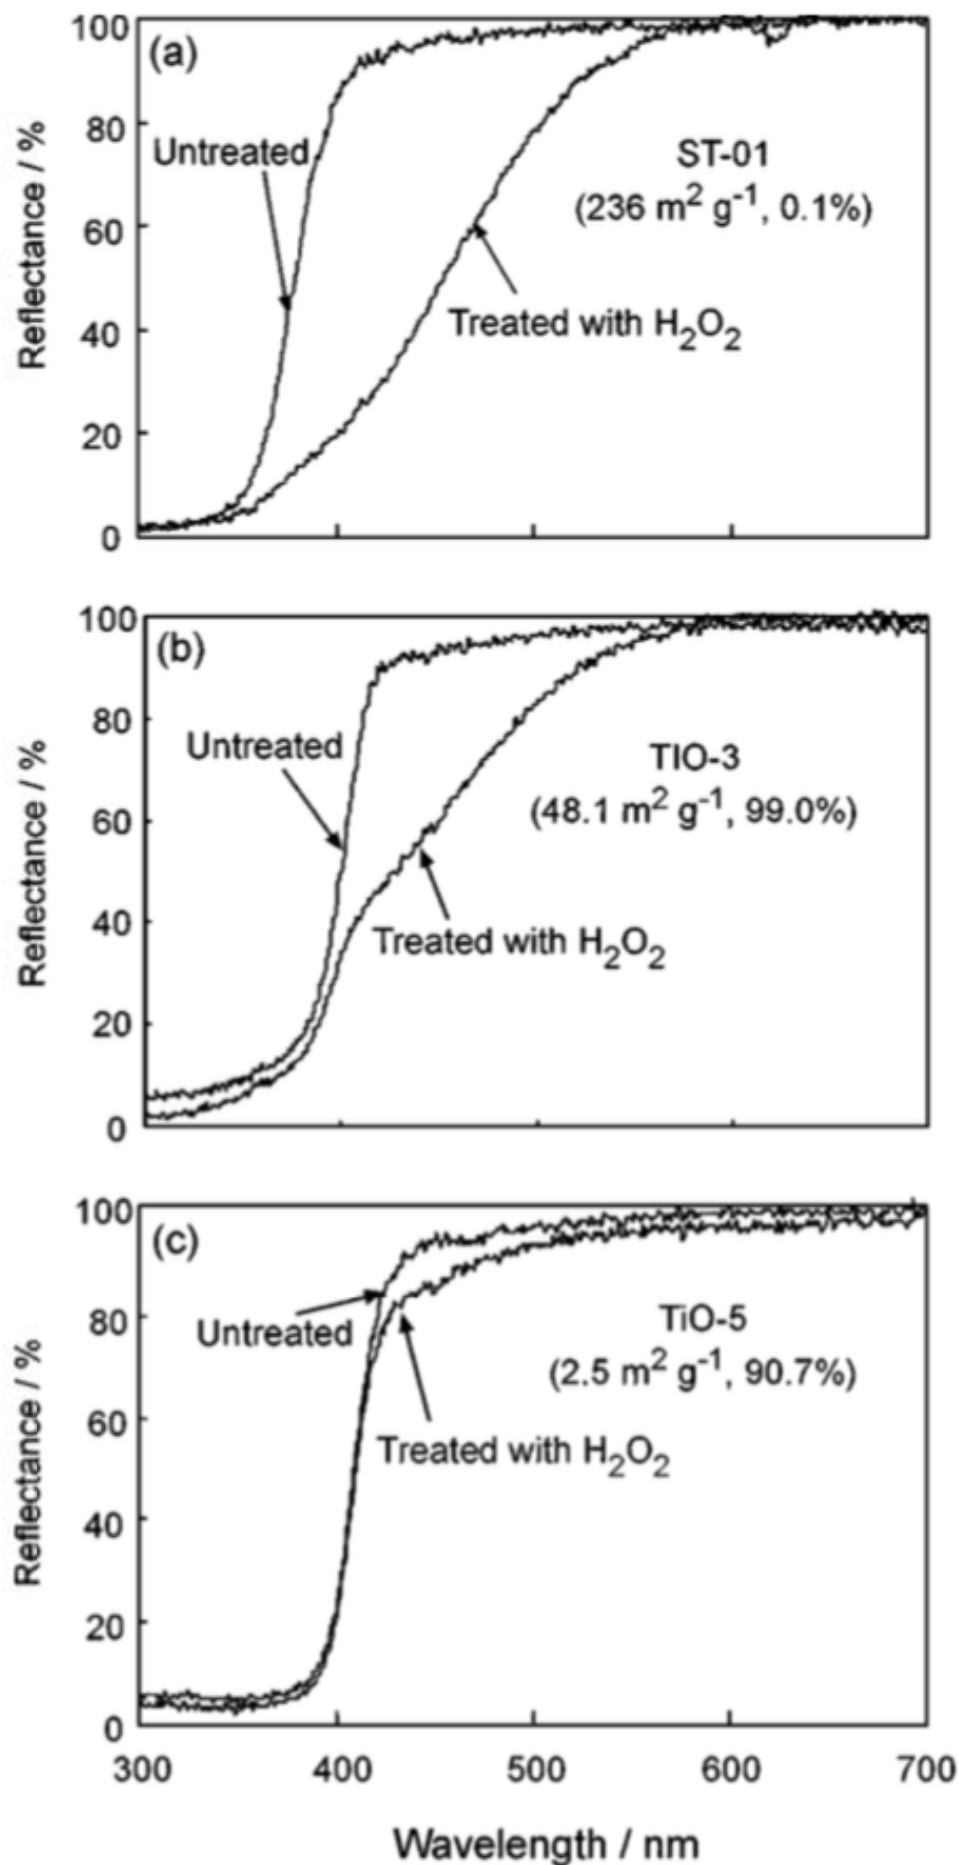 (a)
100
80
60
40
20
0
Reflectance / %
Untreated
ST-01
(236 m² g⁻¹, 0.1%)
Treated with H₂O₂
(b)
100
80
60
40
20
0
Reflectance / %
Untreated
TIO-3
(48.1 m² g⁻¹, 99.0%)
Treated with H₂O₂
(c)
100
80
60
40
20
0
Reflectance / %
Untreated
TiO-5
(2.5 m² g⁻¹, 90.7%)
Treated with H₂O₂
300 400 500 600 700
Wavelength / nm